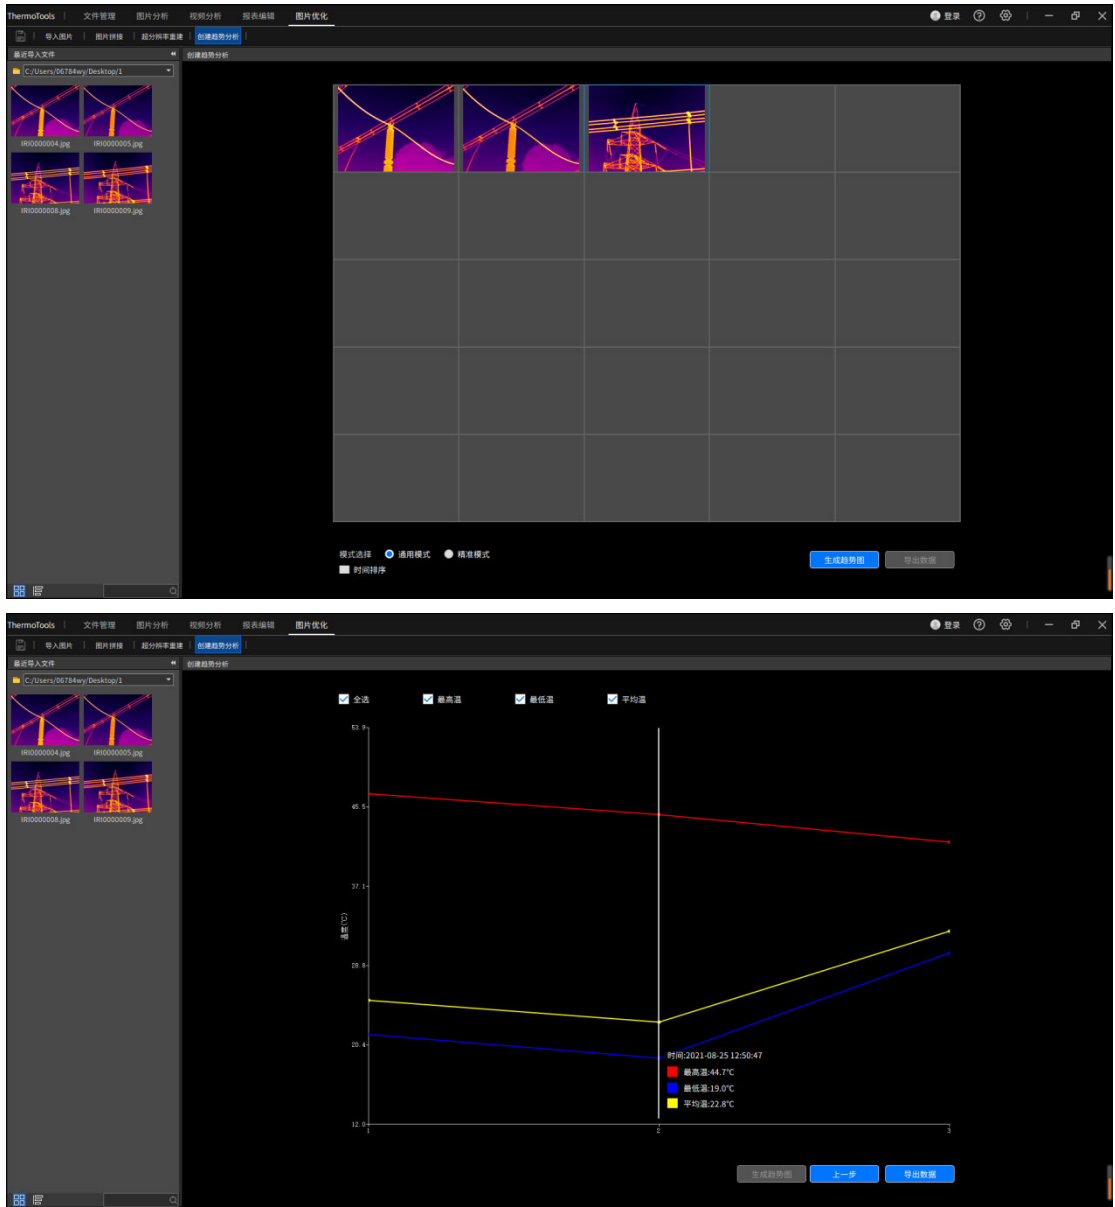 ThermoTools 文件管理 图片分析 视频分析 报表编辑 图片优化 登录
导入图片 图片拼接 超分辨率重建 创建趋势分析
最近导入文件 创建趋势分析
C:/Users/06784wy/Desktop/1
IRI0000004.jpg IRI0000005.jpg
IRI0000008.jpg IRI0000009.jpg
模式选择 通用模式 精准模式
时间排序
生成趋势图 导出数据
ThermoTools 文件管理 图片分析 视频分析 报表编辑 图片优化 登录
导入图片 图片拼接 超分辨率重建 创建趋势分析
最近导入文件 创建趋势分析
C:/Users/06784wy/Desktop/1
IRI0000004.jpg IRI0000005.jpg
IRI0000008.jpg IRI0000009.jpg
全选 最高温 最低温 平均温
53.9
45.5
37.1
温度(℃)
28.8
20.4
12.0
时间:2021-08-25 12:50:47
最高温:44.7℃
最低温:19.0℃
平均温:22.8℃
1 2 3
生成趋势图 上一步 导出数据